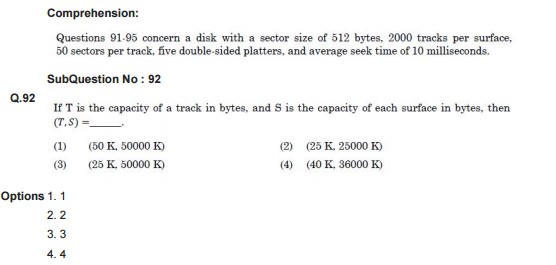 Comprehension:
Questions 91-95 concern a disk with a sector size of 512 bytes, 2000 tracks per surface,
50 sectors per track, five double-sided platters, and average seek time of 10 milliseconds.
SubQuestion No : 92
Q.92
If T is the capacity of a track in bytes, and S is the capacity of each surface in bytes, then
(T, S) =_____.
(1) (50 K, 50000 K) (2) (25 K, 25000 K)
(3) (25 K, 50000 K) (4) (40 K, 36000 K)
Options 1. 1
2. 2
3. 3
4. 4